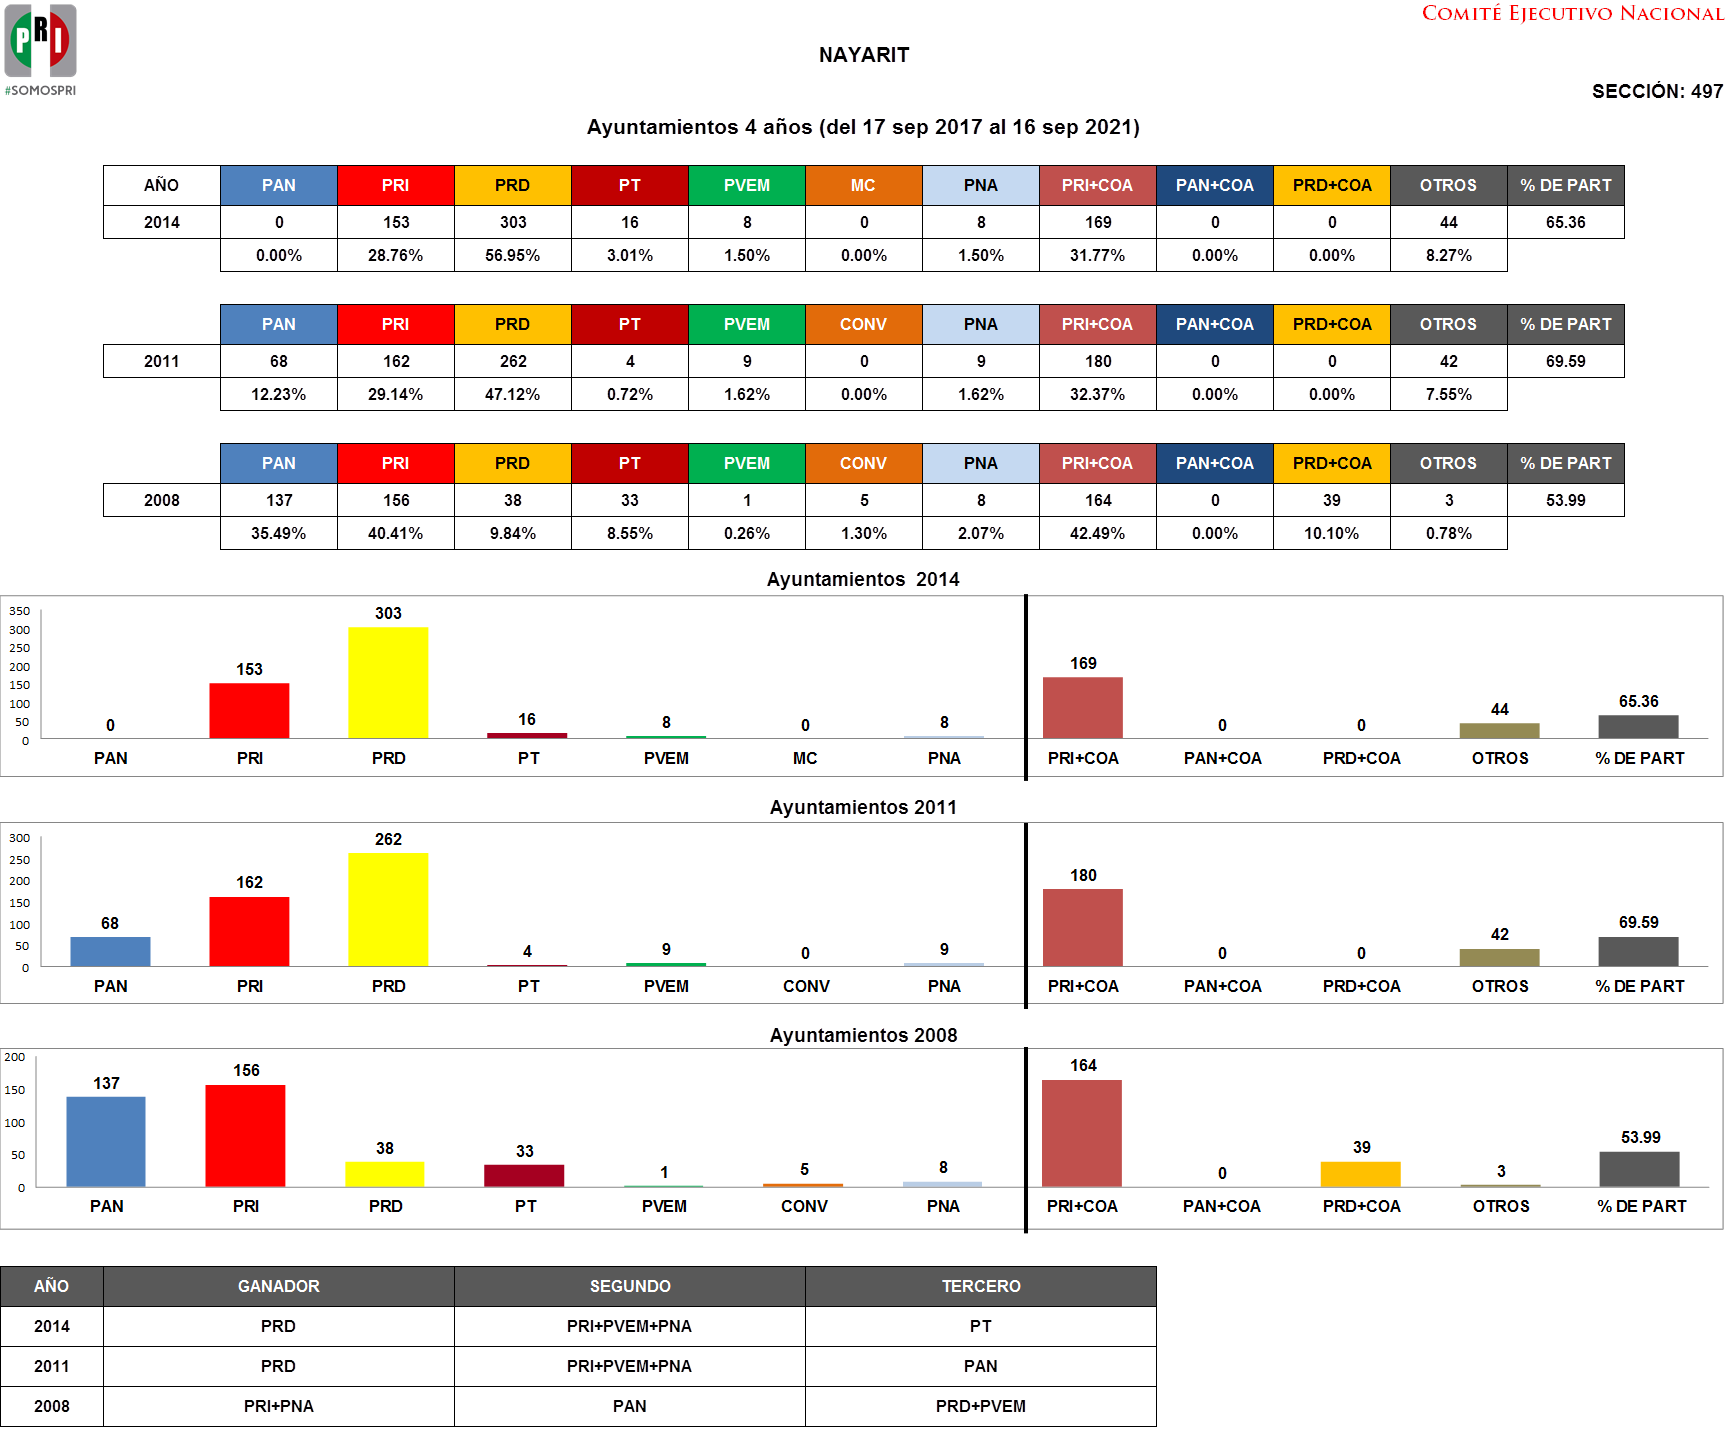 COMITÉ EJECUTIVO NACIONAL
PRI
#SOMOSPRI
NAYARIT
SECCIÓN: 497
Ayuntamientos 4 años (del 17 sep 2017 al 16 sep 2021)
AÑO PAN PRI PRD PT PVEM MC PNA PRI+COA PAN+COA PRD+COA OTROS % DE PART
2014 0 153 303 16 8 0 8 169 0 0 44 65.36
0.00% 28.76% 56.95% 3.01% 1.50% 0.00% 1.50% 31.77% 0.00% 0.00% 8.27%
PAN PRI PRD PT PVEM CONV PNA PRI+COA PAN+COA PRD+COA OTROS % DE PART
2011 68 162 262 4 9 0 9 180 0 0 42 69.59
12.23% 29.14% 47.12% 0.72% 1.62% 0.00% 1.62% 32.37% 0.00% 0.00% 7.55%
PAN PRI PRD PT PVEM CONV PNA PRI+COA PAN+COA PRD+COA OTROS % DE PART
2008 137 156 38 33 1 5 8 164 0 39 3 53.99
35.49% 40.41% 9.84% 8.55% 0.26% 1.30% 2.07% 42.49% 0.00% 10.10% 0.78%
Ayuntamientos 2014
350
300
250
200
150
100
50
0
0 153 303 16 8 0 8 169 0 0 44 65.36
PAN PRI PRD PT PVEM MC PNA PRI+COA PAN+COA PRD+COA OTROS % DE PART
Ayuntamientos 2011
300
250
200
150
100
50
0
68 162 262 4 9 0 9 180 0 0 42 69.59
PAN PRI PRD PT PVEM CONV PNA PRI+COA PAN+COA PRD+COA OTROS % DE PART
Ayuntamientos 2008
200
150
100
50
0
137 156 38 33 1 5 8 164 0 39 3 53.99
PAN PRI PRD PT PVEM CONV PNA PRI+COA PAN+COA PRD+COA OTROS % DE PART
AÑO GANADOR SEGUNDO TERCERO
2014 PRD PRI+PVEM+PNA PT
2011 PRD PRI+PVEM+PNA PAN
2008 PRI+PNA PAN PRD+PVEM